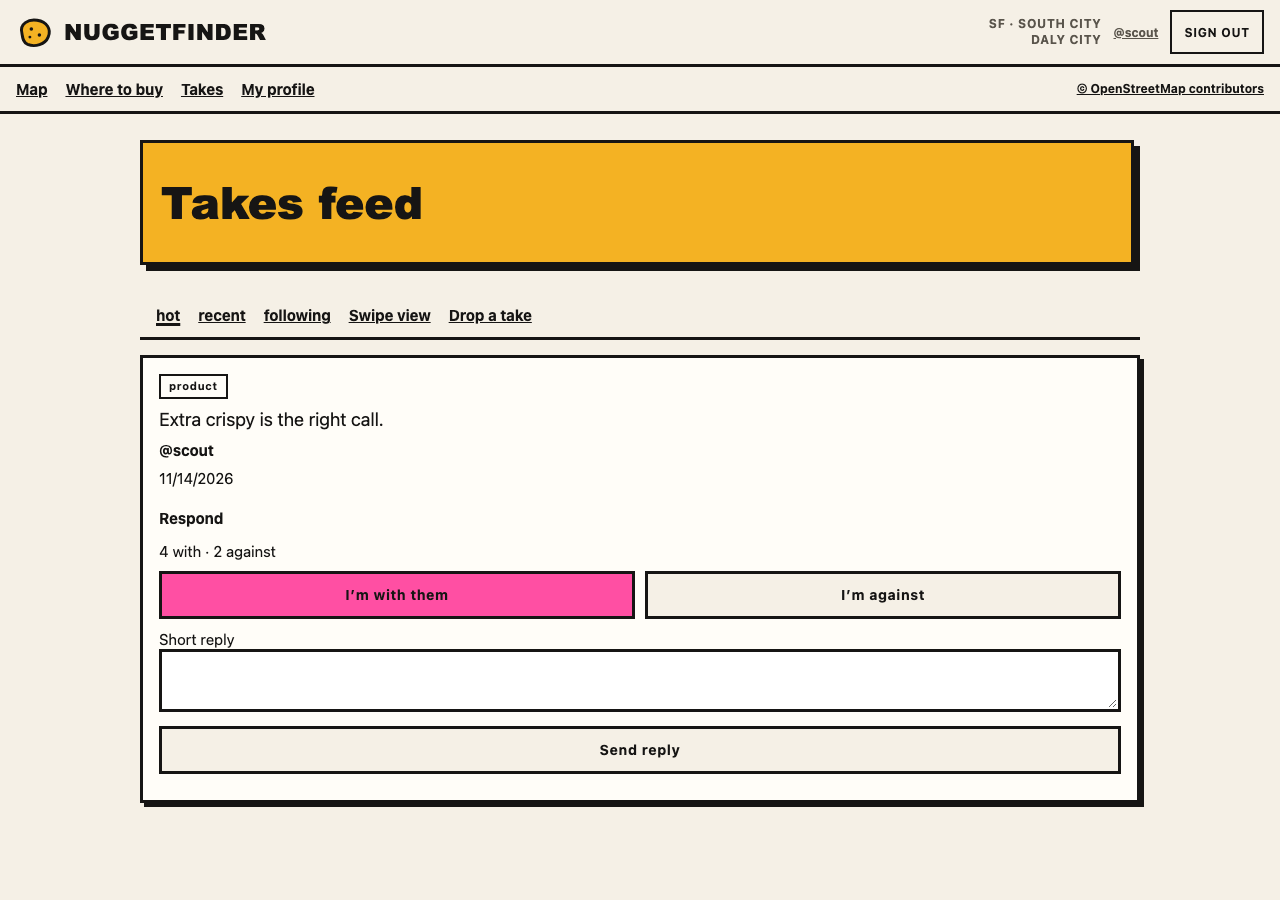 NUGGETFINDER
SF · SOUTH CITY
DALY CITY
@scout
SIGN OUT
Map
Where to buy
Takes
My profile
© OpenStreetMap contributors
Takes feed
hot
recent
following
Swipe view
Drop a take
product
Extra crispy is the right call.
@scout
11/14/2026
Respond
4 with · 2 against
I’m with them
I’m against
Short reply
Send reply